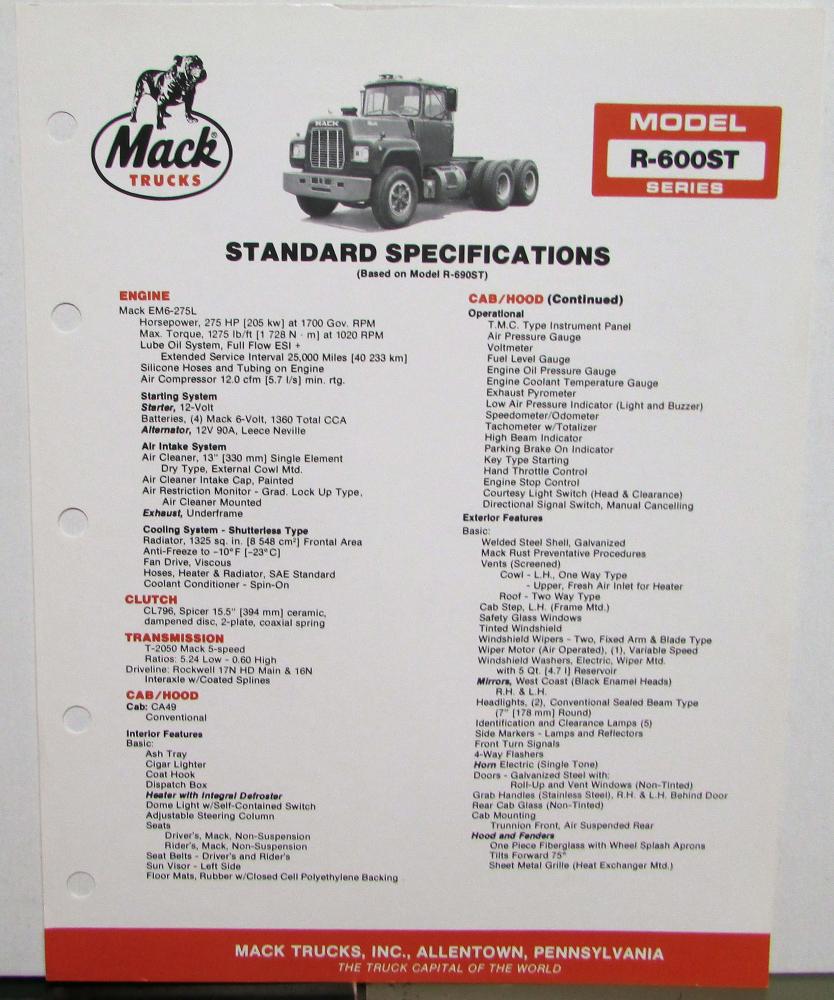 Mack
TRUCKS
MACK
MODEL
R-600ST
SERIES
STANDARD SPECIFICATIONS
(Based on Model R-690ST)
ENGINE
Mack EM6-275L
Horsepower, 275 HP [205 kw] at 1700 Gov. RPM
Max. Torque, 1275 lb/ft [1 728 N · m] at 1020 RPM
Lube Oil System, Full Flow ESI +
Extended Service Interval 25,000 Miles [40 233 km]
Silicone Hoses and Tubing on Engine
Air Compressor 12.0 cfm [5.7 l/s] min. rtg.
Starting System
Starter, 12-Volt
Batteries, (4) Mack 6-Volt, 1360 Total CCA
Alternator, 12V 90A, Leece Neville
Air Intake System
Air Cleaner, 13" [330 mm] Single Element
Dry Type, External Cowl Mtd.
Air Cleaner Intake Cap, Painted
Air Restriction Monitor - Grad. Lock Up Type,
Air Cleaner Mounted
Exhaust, Underframe
Cooling System - Shutterless Type
Radiator, 1325 sq. in. [8 548 cm²] Frontal Area
Anti-Freeze to -10°F [-23°C]
Fan Drive, Viscous
Hoses, Heater & Radiator, SAE Standard
Coolant Conditioner - Spin-On
CLUTCH
CL796, Spicer 15.5" [394 mm] ceramic,
dampened disc, 2-plate, coaxial spring
TRANSMISSION
T-2050 Mack 5-speed
Ratios: 5.24 Low - 0.60 High
Driveline: Rockwell 17N HD Main & 16N
Interaxle w/Coated Splines
CAB/HOOD
Cab: CA49
Conventional
Interior Features
Basic:
Ash Tray
Cigar Lighter
Coat Hook
Dispatch Box
Heater with Integral Defroster
Dome Light w/Self-Contained Switch
Adjustable Steering Column
Seats
Driver's, Mack, Non-Suspension
Rider's, Mack, Non-Suspension
Seat Belts - Driver's and Rider's
Sun Visor - Left Side
Floor Mats, Rubber w/Closed Cell Polyethylene Backing
CAB/HOOD (Continued)
Operational
T.M.C. Type Instrument Panel
Air Pressure Gauge
Voltmeter
Fuel Level Gauge
Engine Oil Pressure Gauge
Engine Coolant Temperature Gauge
Exhaust Pyrometer
Low Air Pressure Indicator (Light and Buzzer)
Speedometer/Odometer
Tachometer w/Totalizer
High Beam Indicator
Parking Brake On Indicator
Key Type Starting
Hand Throttle Control
Engine Stop Control
Courtesy Light Switch (Head & Clearance)
Directional Signal Switch, Manual Cancelling
Exterior Features
Basic:
Welded Steel Shell, Galvanized
Mack Rust Preventative Procedures
Vents (Screened)
Cowl - L.H., One Way Type
- Upper, Fresh Air Inlet for Heater
Roof - Two Way Type
Cab Step, L.H. (Frame Mtd.)
Safety Glass Windows
Tinted Windshield
Windshield Wipers - Two, Fixed Arm & Blade Type
Wiper Motor (Air Operated), (1), Variable Speed
Windshield Washers, Electric, Wiper Mtd.
with 5 Qt. [4.7 l] Reservoir
Mirrors, West Coast (Black Enamel Heads)
R.H. & L.H.
Headlights, (2), Conventional Sealed Beam Type
(7" [178 mm] Round)
Identification and Clearance Lamps (5)
Side Markers - Lamps and Reflectors
Front Turn Signals
4-Way Flashers
Horn Electric (Single Tone)
Doors - Galvanized Steel with:
Roll-Up and Vent Windows (Non-Tinted)
Grab Handles (Stainless Steel), R.H. & L.H. Behind Door
Rear Cab Glass (Non-Tinted)
Cab Mounting
Trunnion Front, Air Suspended Rear
Hood and Fenders
One Piece Fiberglass with Wheel Splash Aprons
Tilts Forward 75°
Sheet Metal Grille (Heat Exchanger Mtd.)
MACK TRUCKS, INC., ALLENTOWN, PENNSYLVANIA
THE TRUCK CAPITAL OF THE WORLD